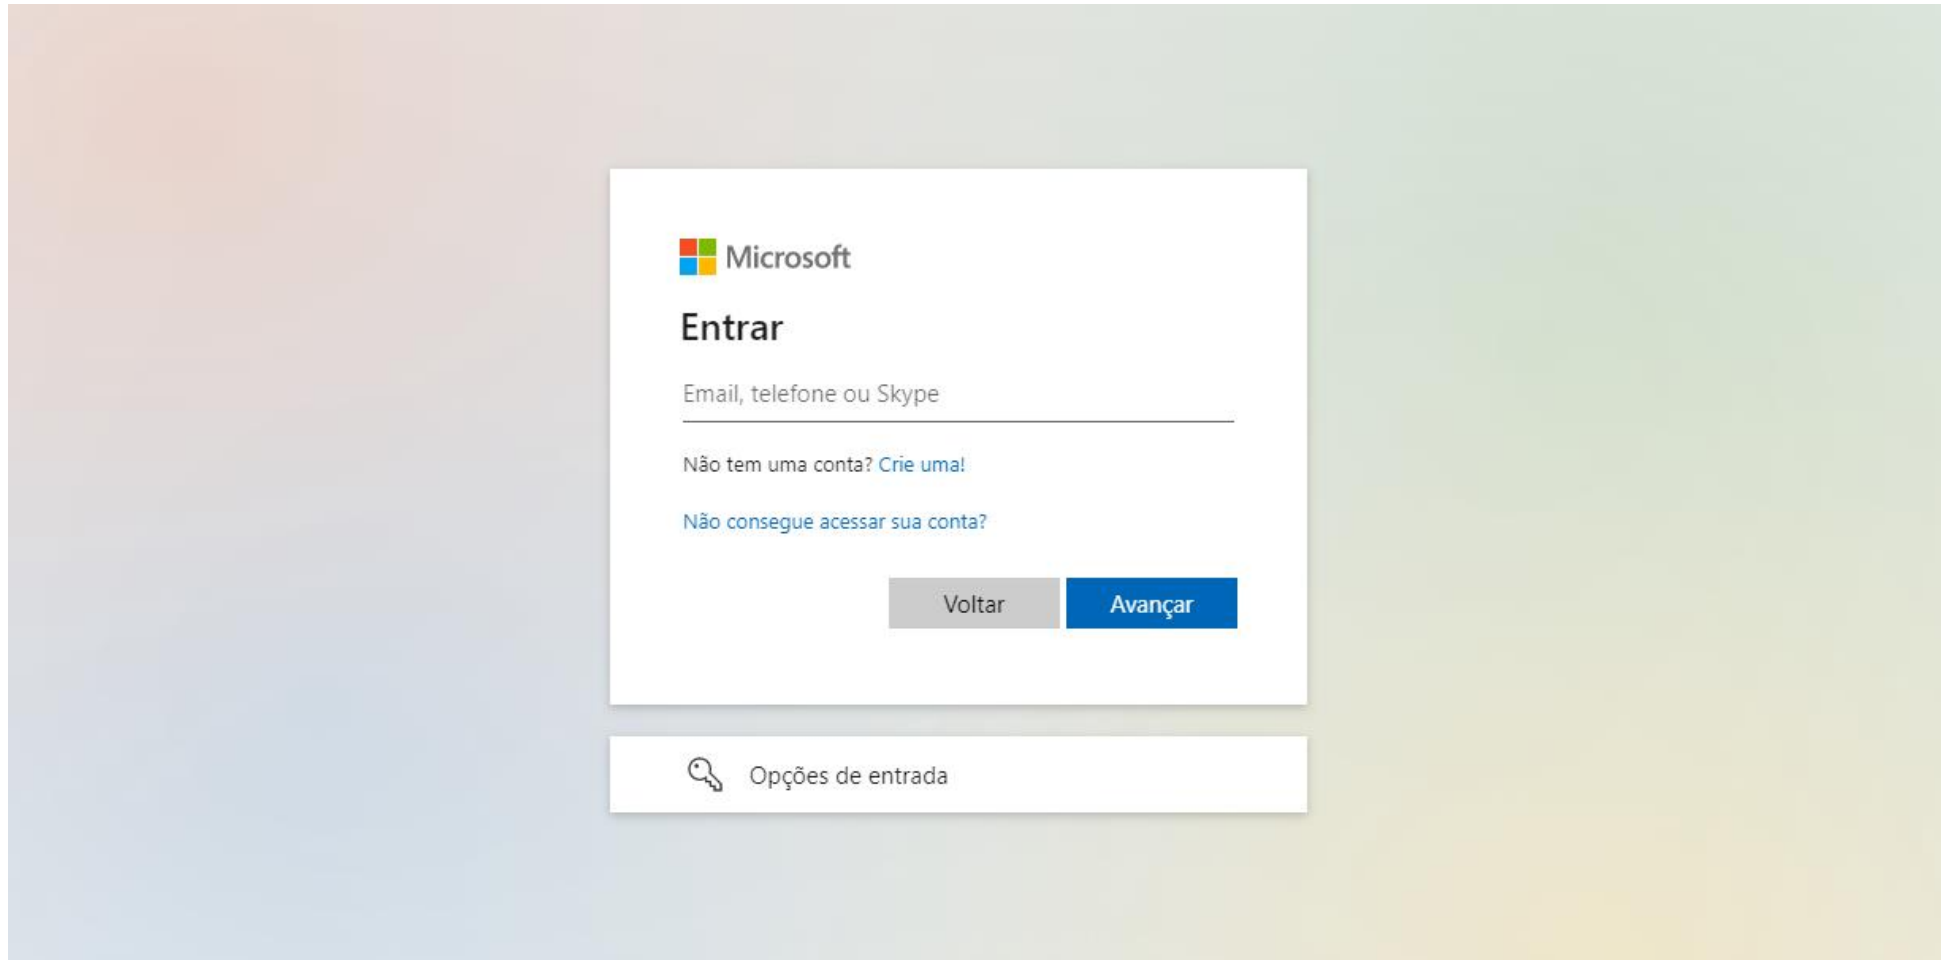 Microsoft
Entrar
Email, telefone ou Skype
Não tem uma conta? Crie uma!
Não consegue acessar sua conta?
Voltar Avançar
Opções de entrada